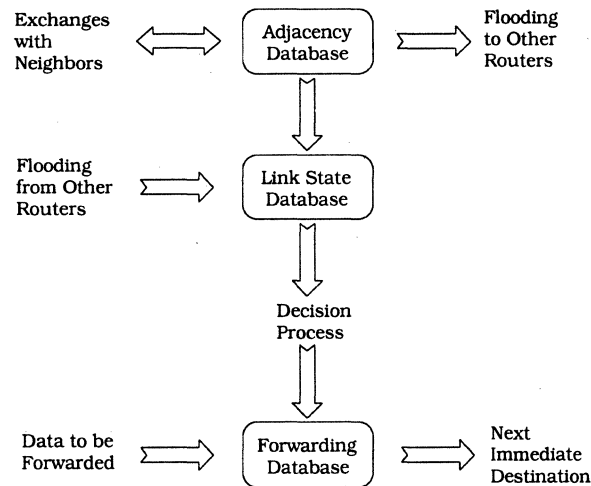 Exchanges
with
Neighbors
Adjacency
Database
Flooding
to Other
Routers
Flooding
from Other
Routers
Link State
Database
Decision
Process
Data to be
Forwarded
Forwarding
Database
Next
Immediate
Destination